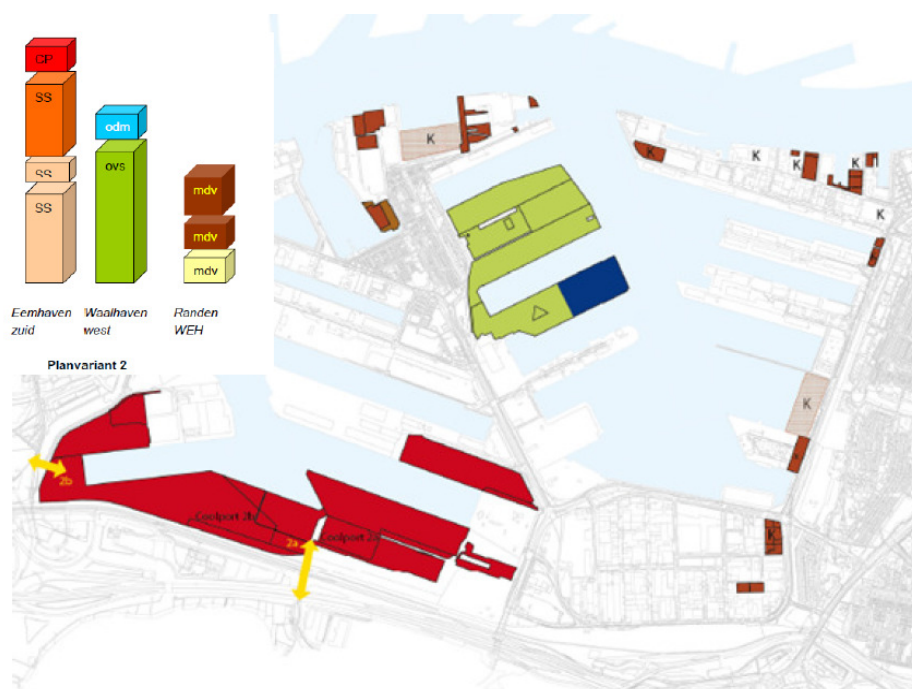 CP
SS
SS
SS
odm
ovs
mdv
mdv
mdv
Eemhaven
zuid
Waalhaven
west
Randen
WEH
Planvariant 2
K
K
K
K
K
K
K
K
2b
Coolport 2b
2a
Coolport 2a